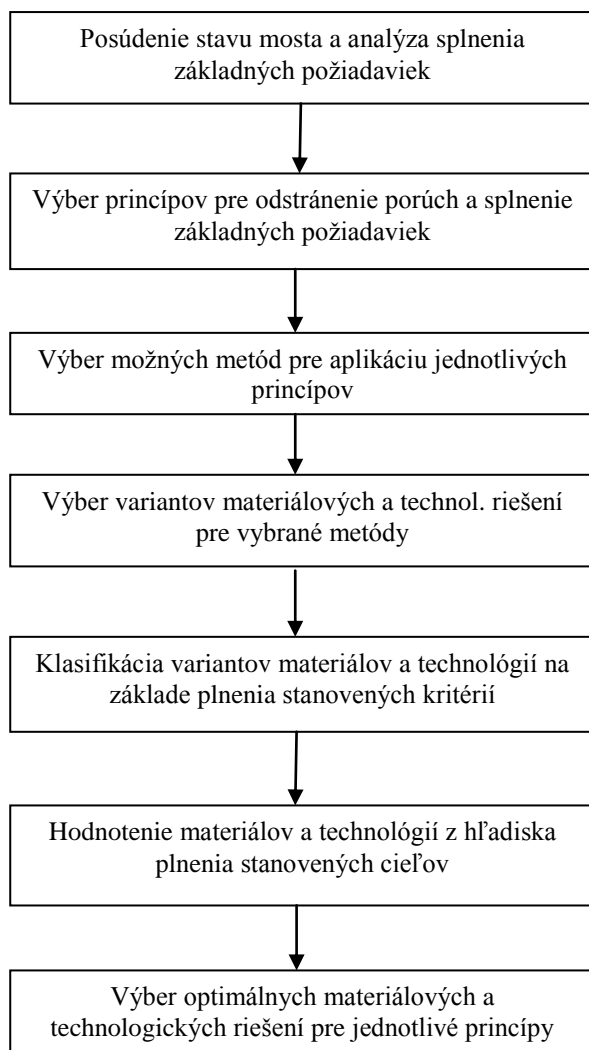 Posúdenie stavu mosta a analýza splnenia
základných požiadaviek
Výber princípov pre odstránenie porúch a splnenie
základných požiadaviek
Výber možných metód pre aplikáciu jednotlivých
princípov
Výber variantov materiálových a technol. riešení
pre vybrané metódy
Klasifikácia variantov materiálov a technológií na
základe plnenia stanovených kritérií
Hodnotenie materiálov a technológií z hľadiska
plnenia stanovených cieľov
Výber optimálnych materiálových a
technologických riešení pre jednotlivé princípy